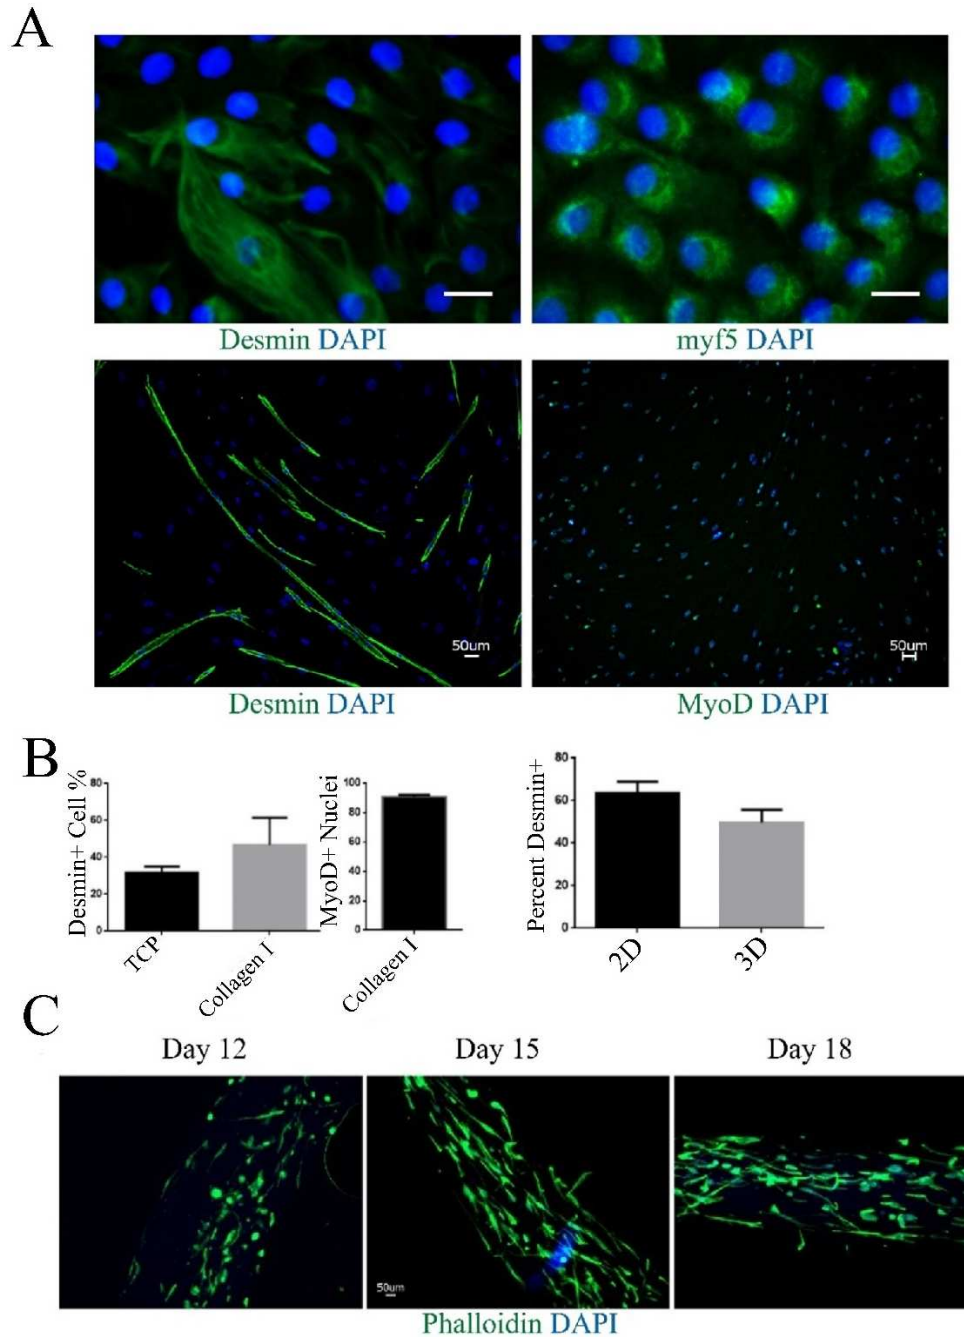 A
Desmin DAPI
myf5 DAPI
50um
50um
Desmin DAPI
MyoD DAPI
B
Desmin+ Cell %
80
60
40
20
0
TCP
Collagen I
MyoD+ Nuclei
100
80
60
40
20
0
Collagen I
Percent Desmin+
80
60
40
20
0
2D
3D
C
Day 12
Day 15
Day 18
50um
Phalloidin DAPI